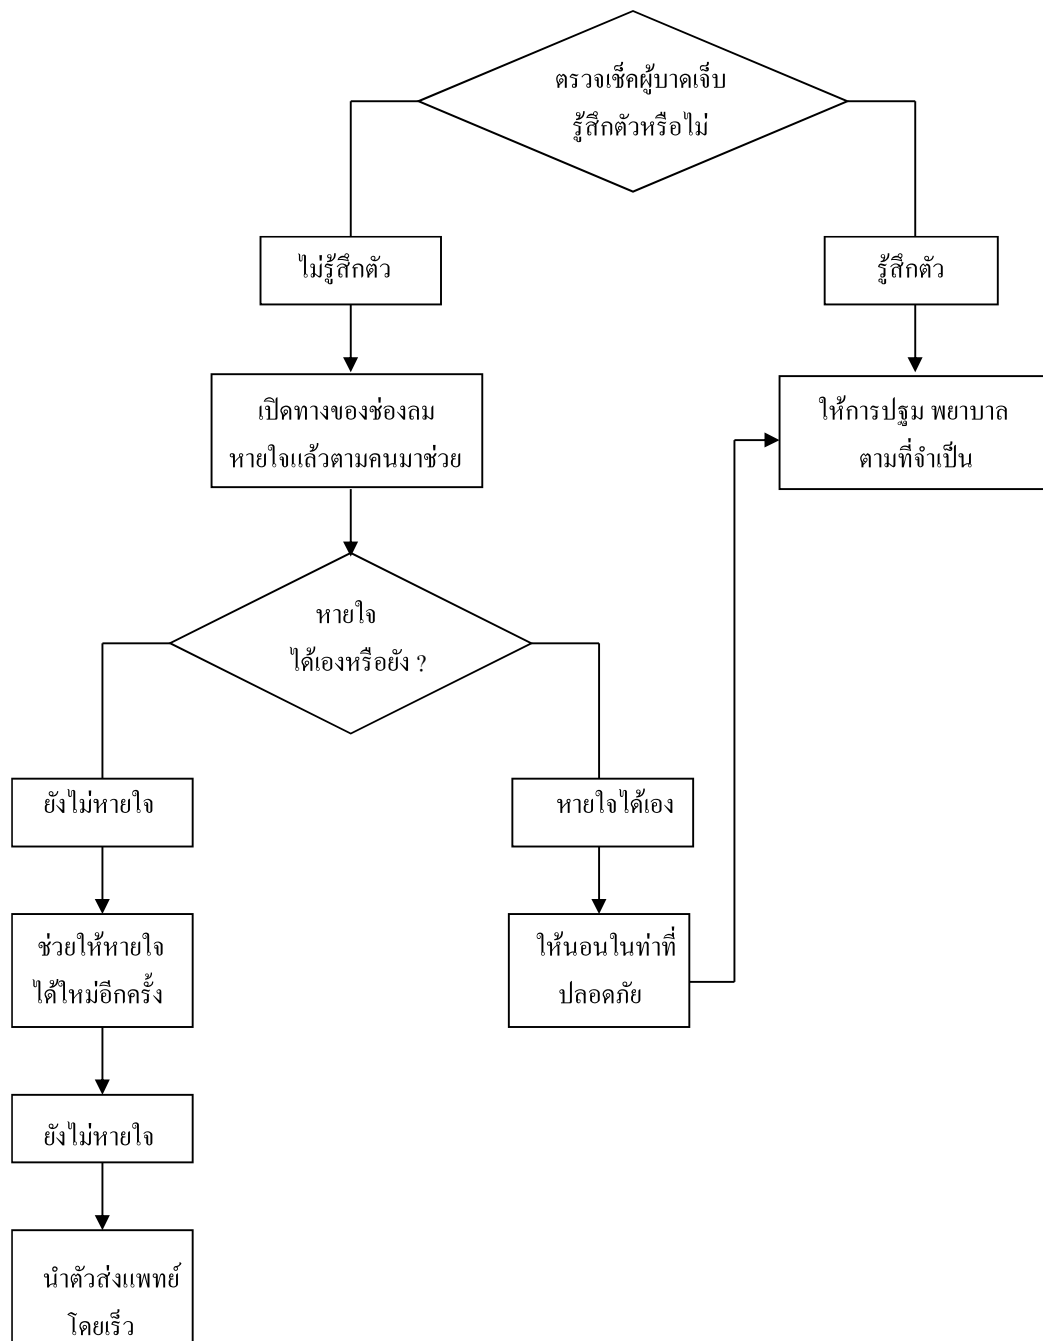 ตรวจเช็คผู้บาดเจ็บ
รู้สึกตัวหรือไม่
ไม่รู้สึกตัว
รู้สึกตัว
เปิดทางของช่องลม
หายใจแล้วตามคนมาช่วย
ให้การปฐม พยาบาล
ตามที่จำเป็น
หายใจ
ได้เองหรือยัง ?
ยังไม่หายใจ
หายใจได้เอง
ช่วยให้หายใจ
ได้ใหม่อีกครั้ง
ให้นอนในท่าที่
ปลอดภัย
ยังไม่หายใจ
นำตัวส่งแพทย์
โดยเร็ว